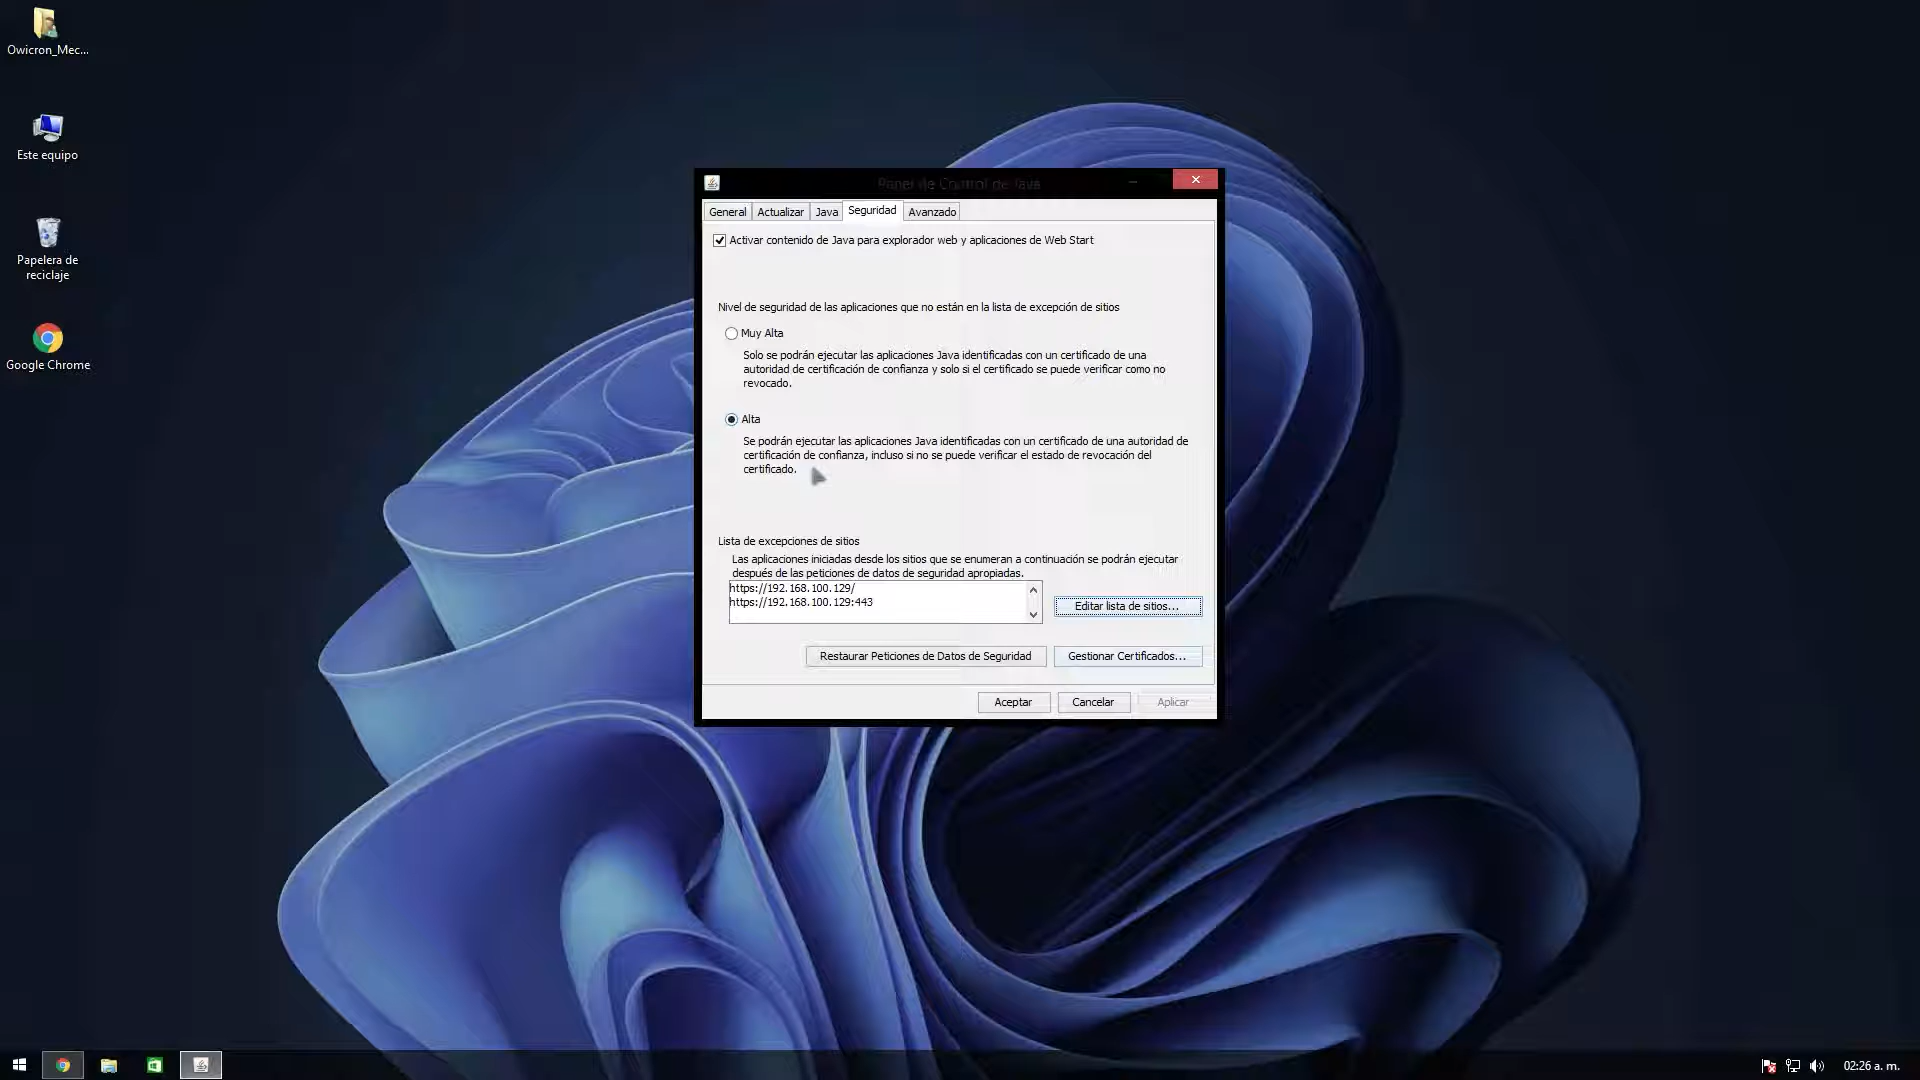 Owicron_Mec...
Este equipo
Papelera de
reciclaje
Google Chrome
Panel de Control de Java
General
Actualizar
Java
Seguridad
Avanzado
Activar contenido de Java para explorador web y aplicaciones de Web Start
Nivel de seguridad de las aplicaciones que no están en la lista de excepción de sitios
Muy Alta
Solo se podrán ejecutar las aplicaciones Java identificadas con un certificado de una
autoridad de certificación de confianza y solo si el certificado se puede verificar como no
revocado.
Alta
Se podrán ejecutar las aplicaciones Java identificadas con un certificado de una autoridad de
certificación de confianza, incluso si no se puede verificar el estado de revocación del
certificado.
Lista de excepciones de sitios
Las aplicaciones iniciadas desde los sitios que se enumeran a continuación se podrán ejecutar
después de las peticiones de datos de seguridad apropiadas.
https://192.168.100.129/
https://192.168.100.129:443
Editar lista de sitios...
Restaurar Peticiones de Datos de Seguridad
Gestionar Certificados...
Aceptar
Cancelar
Aplicar
02:26 a. m.